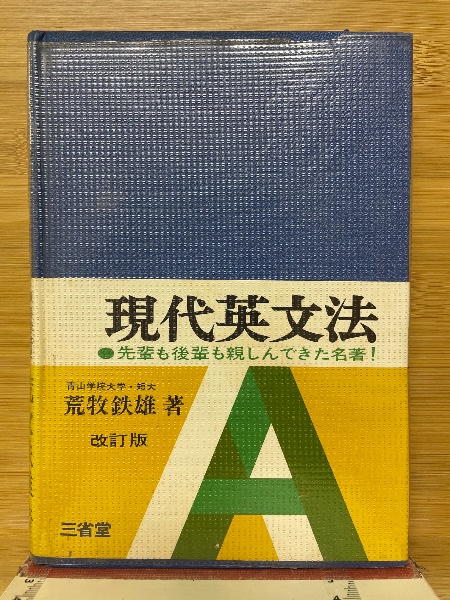 現代英文法
先輩も後輩も親しんできた名著!
青山学院大学・短大
荒牧鉄雄 著
改訂版
三省堂
A